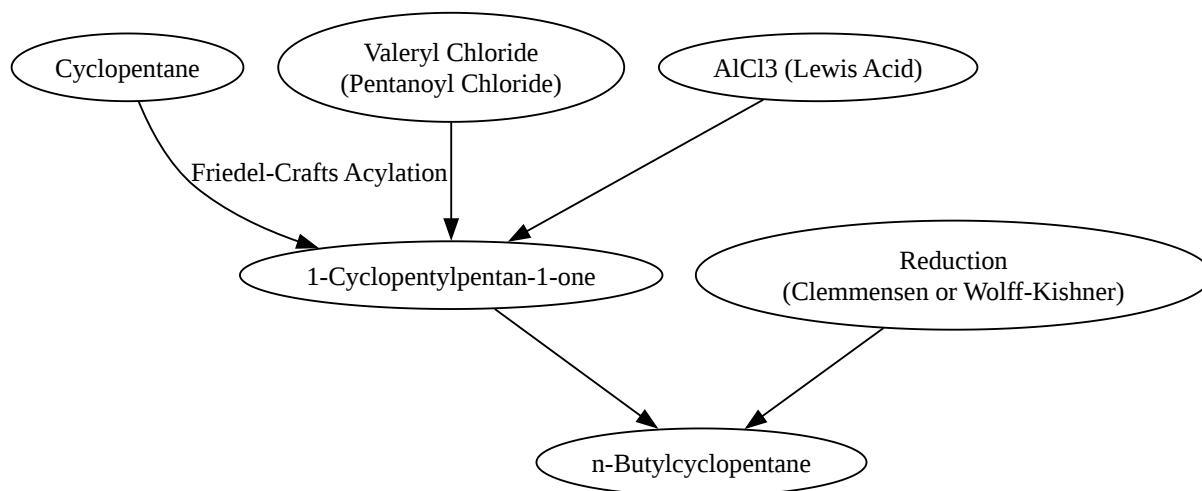 Cyclopentane
Valeryl Chloride
(Pentanoyl Chloride)
AlCl3 (Lewis Acid)
Friedel-Crafts Acylation
1-Cyclopentylpentan-1-one
Reduction
(Clemmensen or Wolff-Kishner)
n-Butylcyclopentane